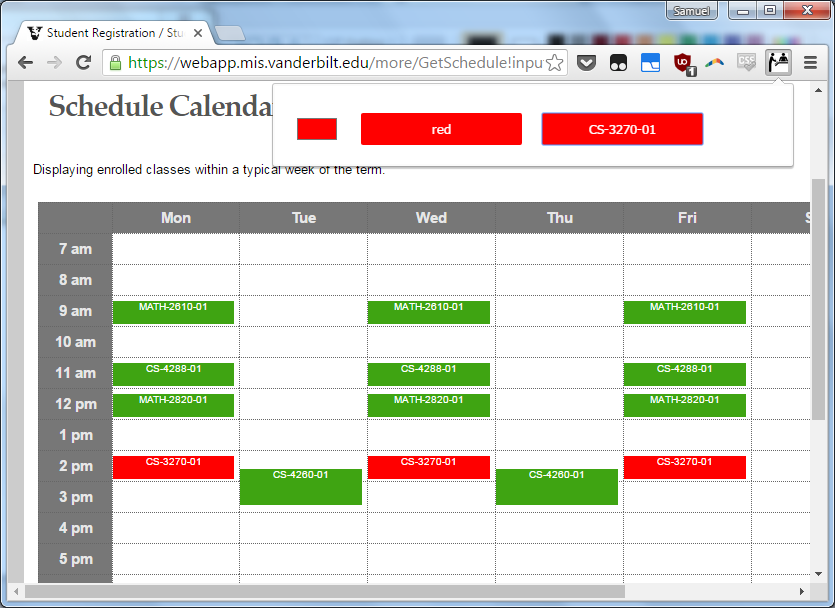 Samuel
Student Registration / Stu
https://webapp.mis.vanderbilt.edu/more/GetSchedule!inpu
UO
1
CSS
Schedule Calenda
red
CS-3270-01
Displaying enrolled classes within a typical week of the term.
Mon Tue Wed Thu Fri S
7 am
8 am
9 am MATH-2610-01 MATH-2610-01 MATH-2610-01
10 am
11 am CS-4288-01 CS-4288-01 CS-4288-01
12 pm MATH-2820-01 MATH-2820-01 MATH-2820-01
1 pm
2 pm CS-3270-01 CS-3270-01 CS-3270-01
CS-4260-01 CS-4260-01
3 pm
4 pm
5 pm